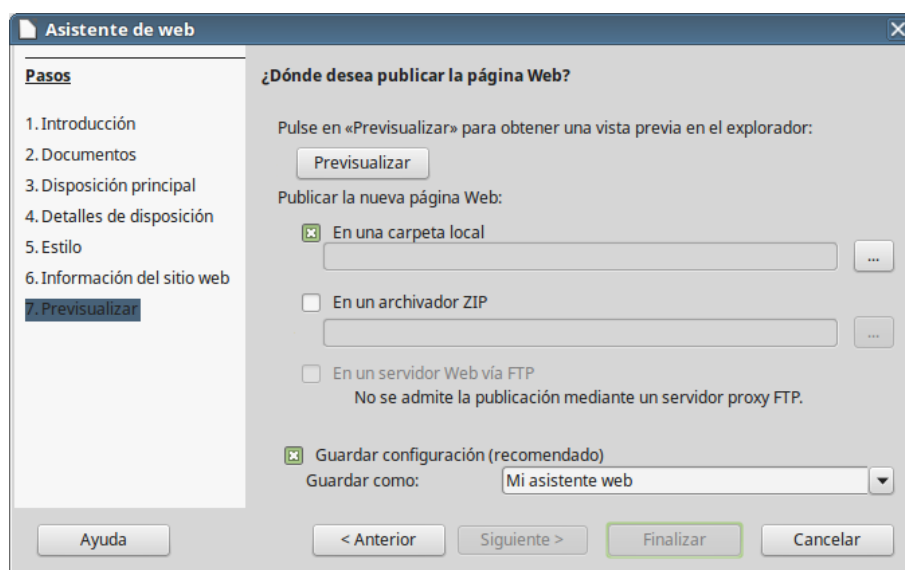 Asistente de web
Pasos
1. Introducción
2. Documentos
3. Disposición principal
4. Detalles de disposición
5. Estilo
6. Información del sitio web
7. Previsualizar
¿Dónde desea publicar la página Web?
Pulse en «Previsualizar» para obtener una vista previa en el explorador:
Previsualizar
Publicar la nueva página Web:
En una carpeta local
...
En un archivador ZIP
...
En un servidor Web vía FTP
No se admite la publicación mediante un servidor proxy FTP.
Guardar configuración (recomendado)
Guardar como: Mi asistente web
Ayuda < Anterior Siguiente > Finalizar Cancelar